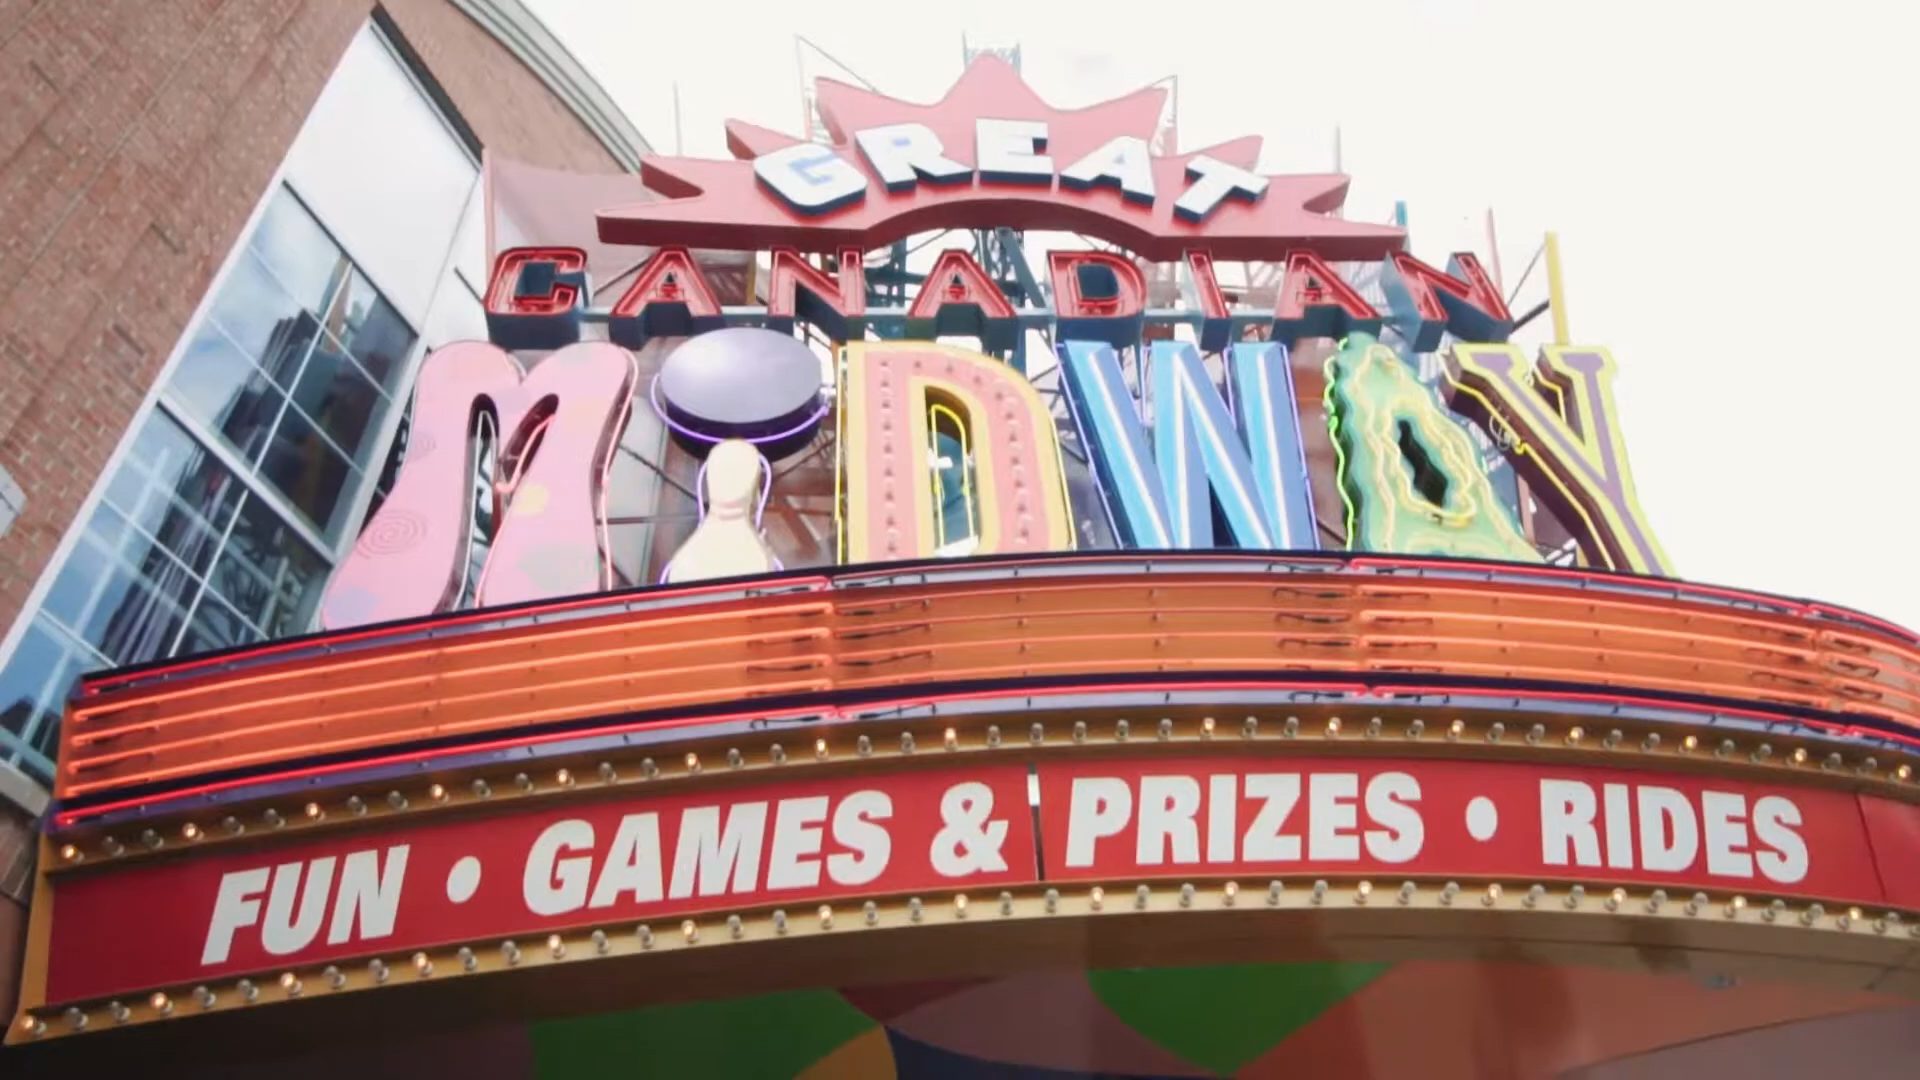 GREAT
CANADIAN
MiDWAY
FUN • GAMES & PRIZES • RIDES